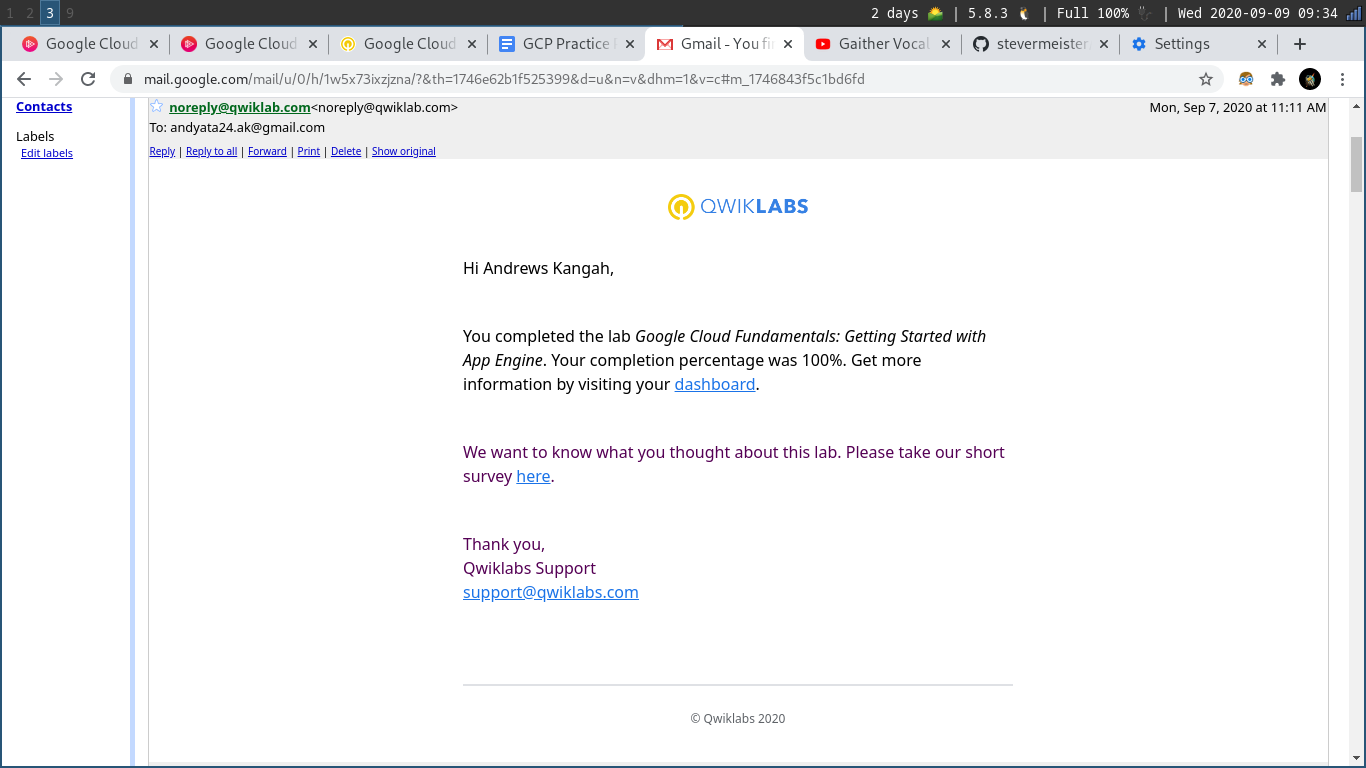 1 2 3 9
2 days | 5.8.3 | Full 100% | Wed 2020-09-09 09:34
Google Cloud
Google Cloud
Google Cloud
GCP Practice
Gmail - You fi
Gaither Vocal
stevermeister
Settings
mail.google.com/mail/u/0/h/1w5x73ixzjzna/?&th=1746e62b1f525399&d=u&n=v&dhm=1&v=c#m_1746843f5c1bd6fd
Contacts
Labels
Edit labels
noreply@qwiklab.com<noreply@qwiklab.com>
Mon, Sep 7, 2020 at 11:11 AM
To: andyata24.ak@gmail.com
Reply | Reply to all | Forward | Print | Delete | Show original
QWIKLABS
Hi Andrews Kangah,
You completed the lab Google Cloud Fundamentals: Getting Started with
App Engine. Your completion percentage was 100%. Get more
information by visiting your dashboard.
We want to know what you thought about this lab. Please take our short
survey here.
Thank you,
Qwiklabs Support
support@qwiklabs.com
© Qwiklabs 2020